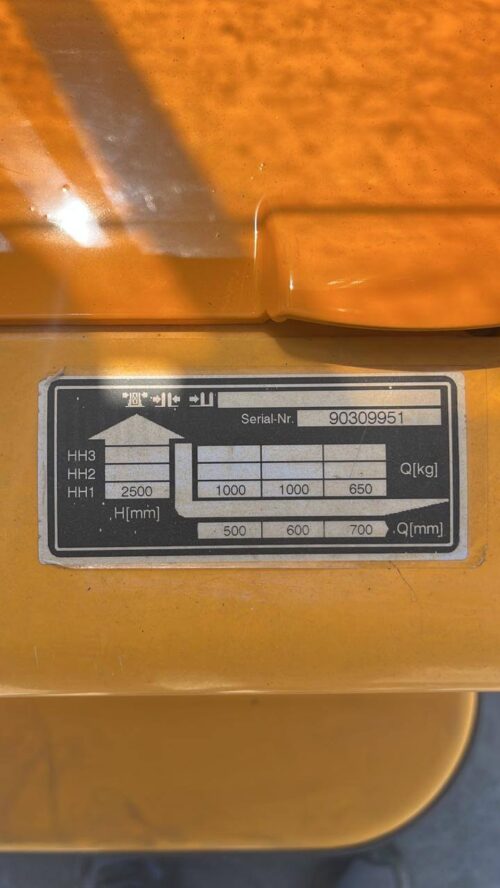 Serial-Nr. 90309951
HH3
HH2 Q[kg]
HH1 2500 1000 1000 650
H[mm]
500 600 700 Q[mm]